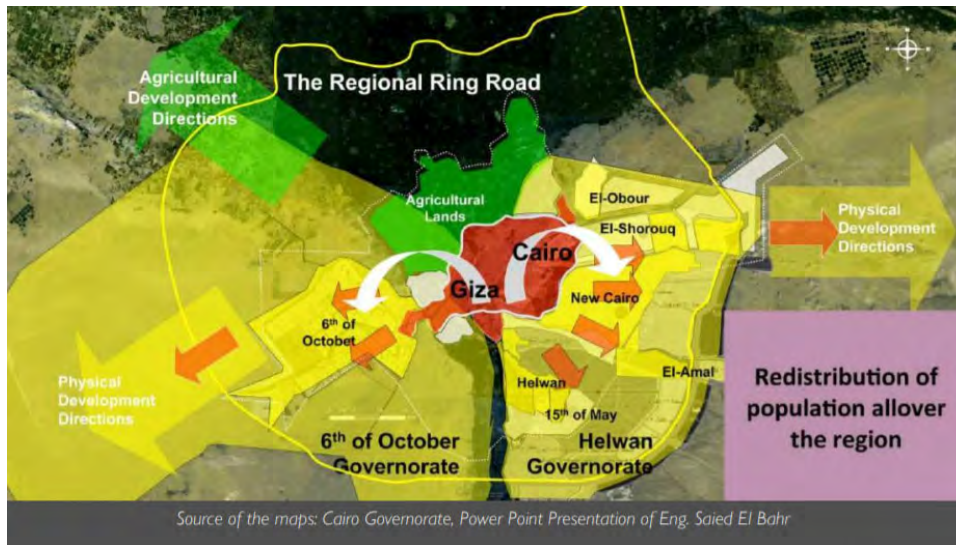 The Regional Ring Road
Agricultural
Development
Directions
Agricultural
Lands
El-Obour
El-Shorouq
Cairo
Giza
New Cairo
Physical
Development
Directions
6th of
Octobet
Physical
Development
Directions
Helwan
El-Amal
15th of May
6th of October
Governorate
Helwan
Governorate
Redistribution of
population allover
the region
Source of the maps: Cairo Governorate, Power Point Presentation of Eng. Saied El Bahr